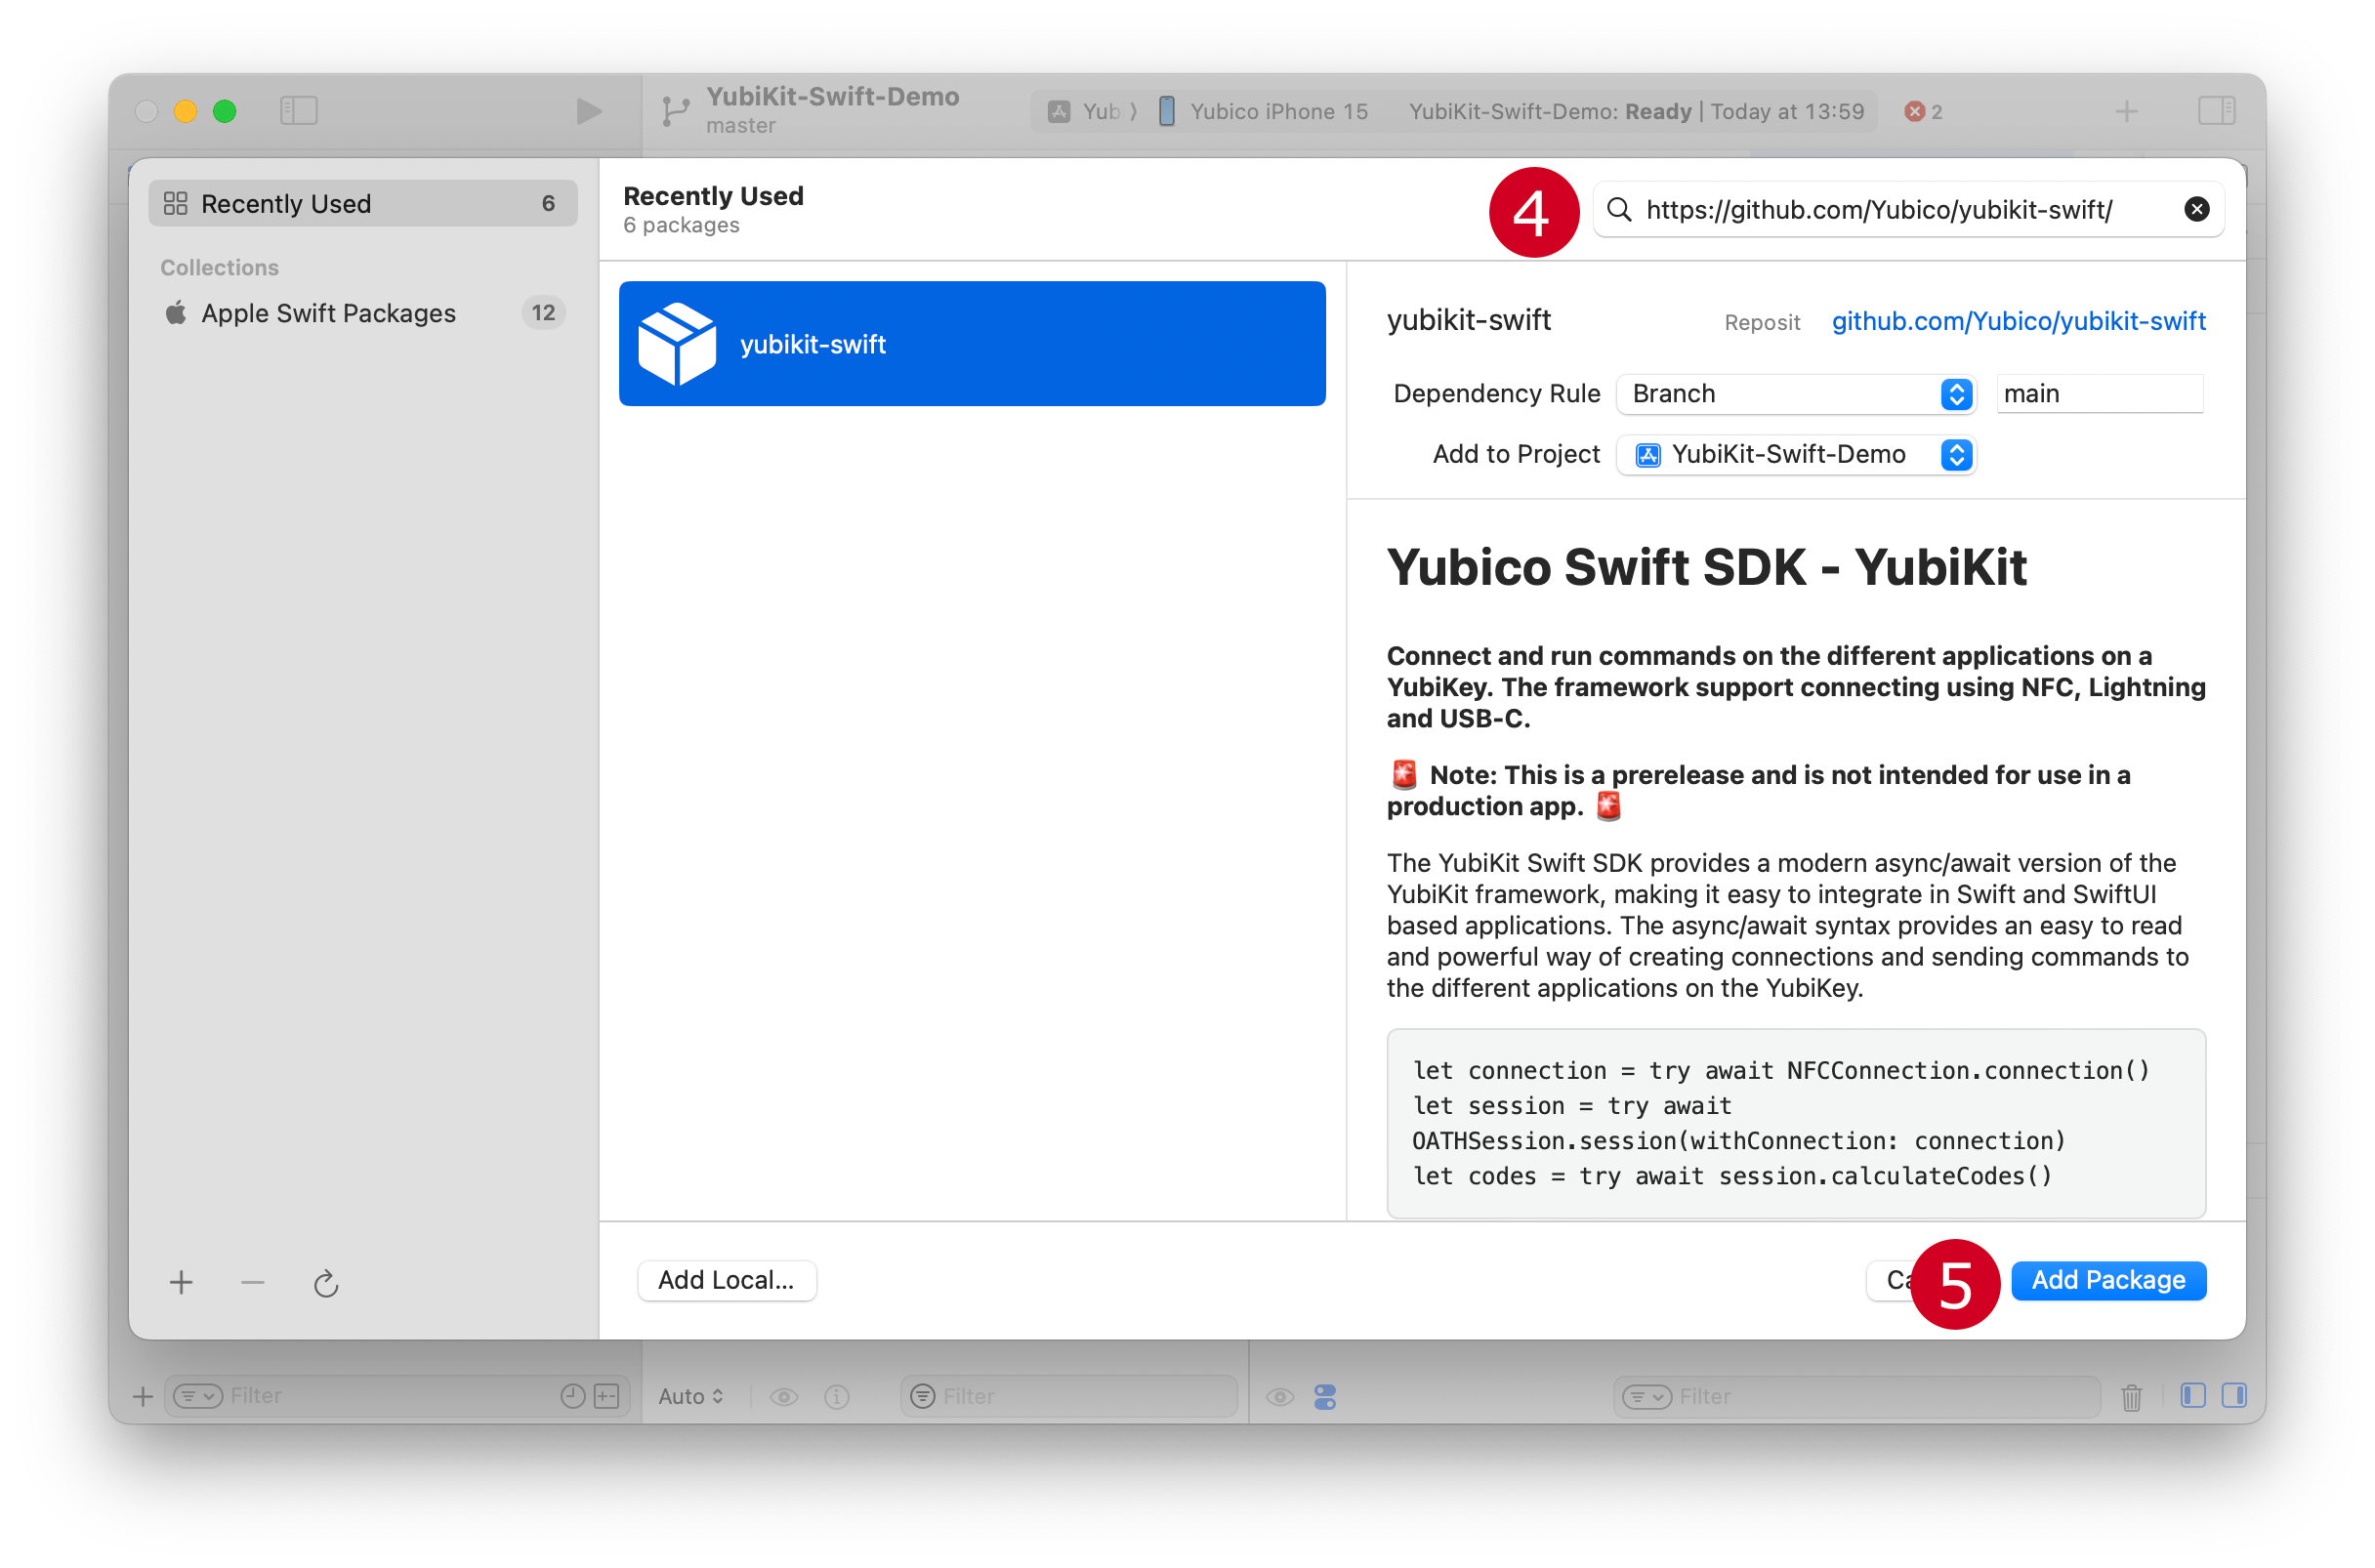 YubiKit-Swift-Demo
master
Yub
Yubico iPhone 15
YubiKit-Swift-Demo: Ready | Today at 13:59
2
Recently Used 6
Collections
Apple Swift Packages 12
Recently Used
6 packages
4
https://github.com/Yubico/yubikit-swift/
yubikit-swift
yubikit-swift
Reposit github.com/Yubico/yubikit-swift
Dependency Rule Branch main
Add to Project YubiKit-Swift-Demo
Yubico Swift SDK - YubiKit
Connect and run commands on the different applications on a
YubiKey. The framework support connecting using NFC, Lightning
and USB-C.
🚨 Note: This is a prerelease and is not intended for use in a
production app. 🚨
The YubiKit Swift SDK provides a modern async/await version of the
YubiKit framework, making it easy to integrate in Swift and SwiftUI
based applications. The async/await syntax provides an easy to read
and powerful way of creating connections and sending commands to
the different applications on the YubiKey.
let connection = try await NFCConnection.connection()
let session = try await
OATHSession.session(withConnection: connection)
let codes = try await session.calculateCodes()
Add Local...
5
Add Package
Filter
Auto
Filter
Filter